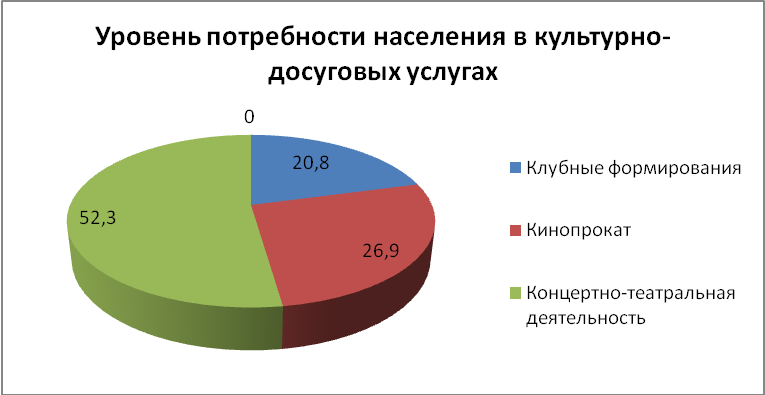 Уровень потребности населения в культурно-
досуговых услугах
0
20,8
26,9
52,3
Клубные формирования
Кинопрокат
Концертно-театральная
деятельность